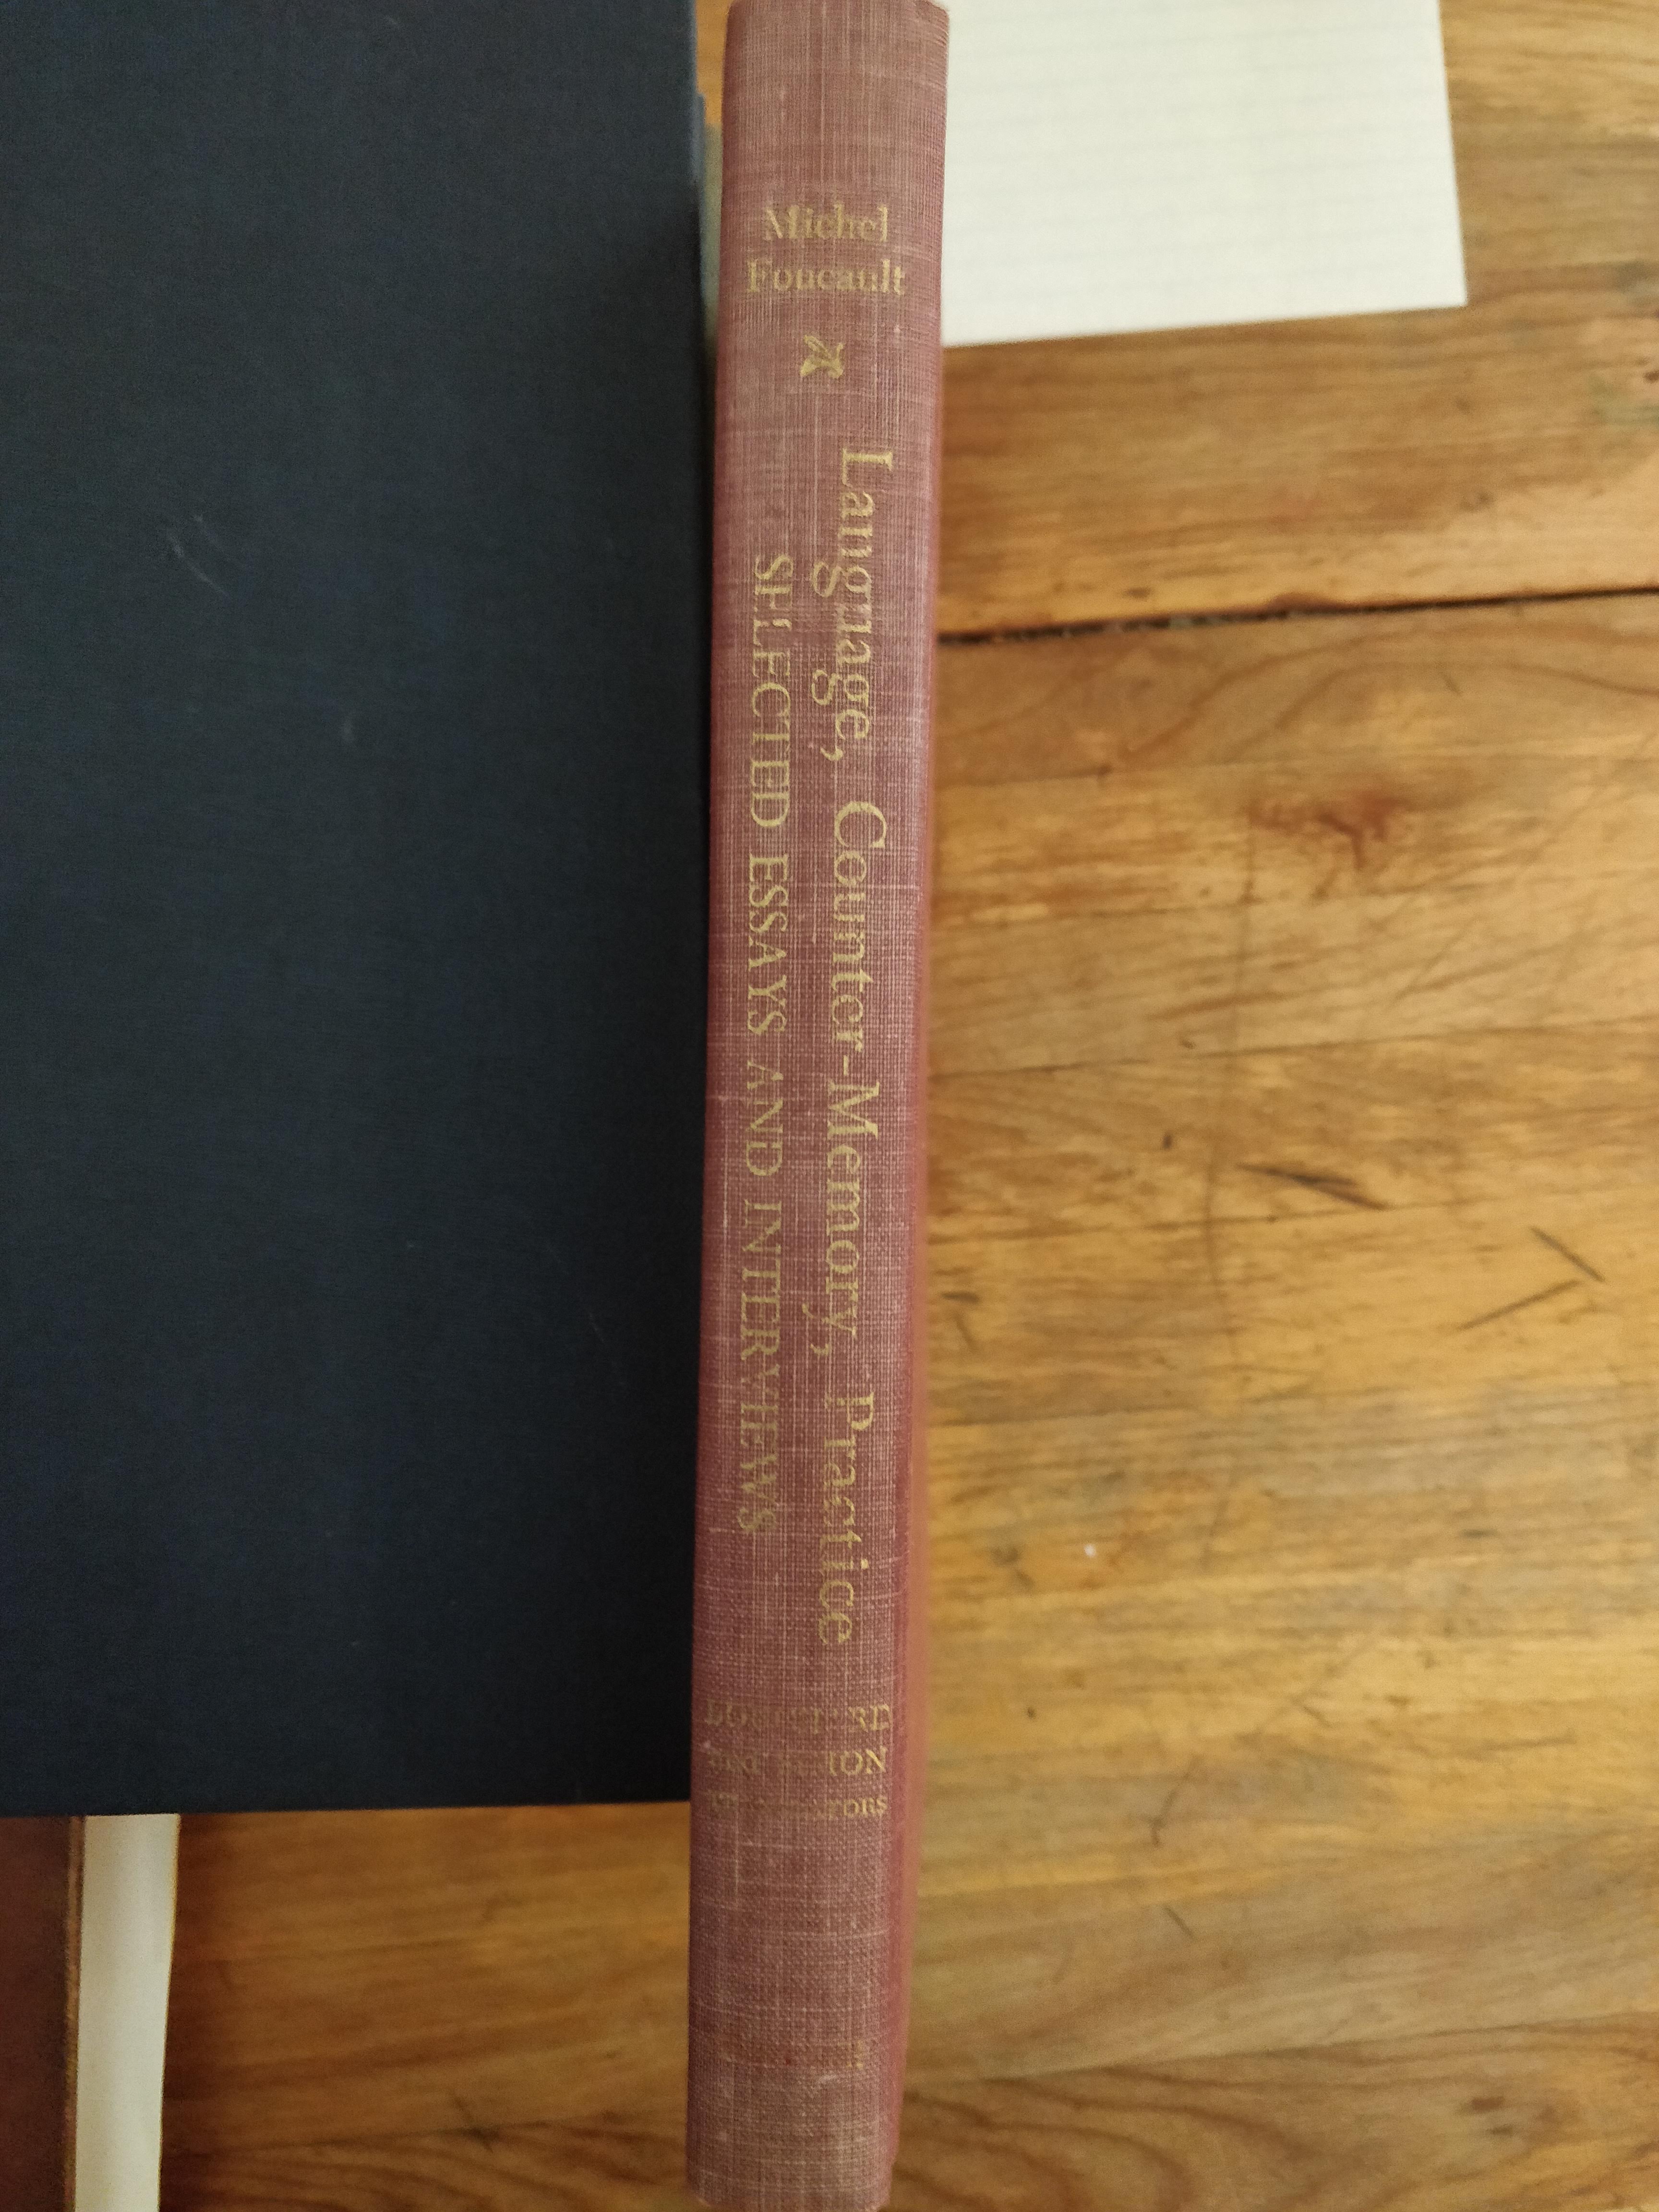 Michel
Foucault
Language, Counter-Memory, Practice
SELECTED ESSAYS AND INTERVIEWS